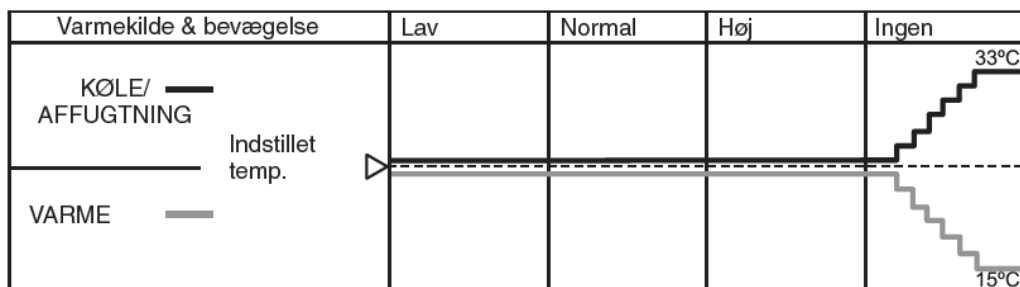 Varmekilde & bevægelse Lav Normal Høj Ingen
33ºC
KØLE/
AFFUGTNING
Indstillet
temp.
VARME
15ºC